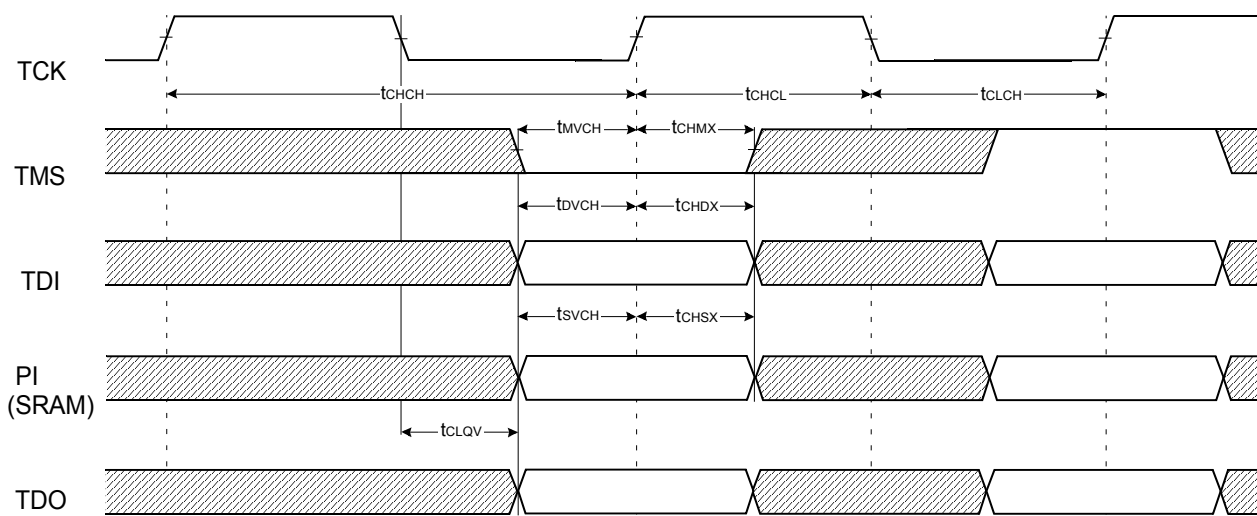 TCK
tCHCH
tCHCL
tCLCH
tMVCH
tCHMX
TMS
tDVCH
tCHDX
TDI
tSVCH
tCHSX
PI
(SRAM)
tCLQV
TDO